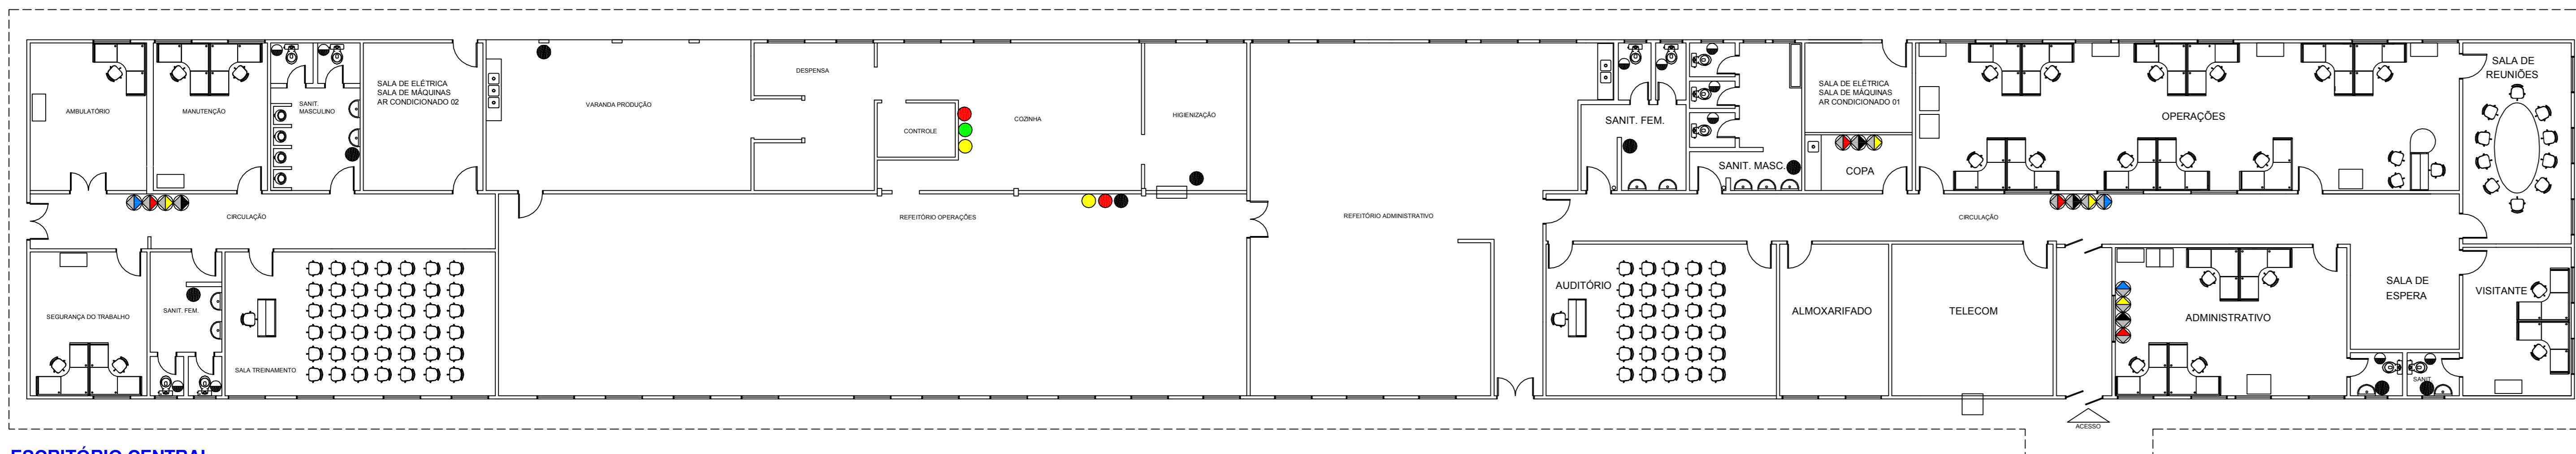 AMBULATÓRIO
MANUTENÇÃO
SANIT.
MASCULINO
SALA DE ELÉTRICA
SALA DE MÁQUINAS
AR CONDICIONADO 02
VARANDA PRODUÇÃO
DESPENSA
CONTROLE
COZINHA
HIGIENIZAÇÃO
SANIT. FEM.
SANIT. MASC.
SALA DE ELÉTRICA
SALA DE MÁQUINAS
AR CONDICIONADO 01
COPA
OPERAÇÕES
SALA DE
REUNIÕES
CIRCULAÇÃO
REFEITÓRIO OPERAÇÕES
REFEITÓRIO ADMINISTRATIVO
CIRCULAÇÃO
SEGURANÇA DO TRABALHO
SANIT. FEM.
SALA TREINAMENTO
AUDITÓRIO
ALMOXARIFADO
TELECOM
ADMINISTRATIVO
SALA DE
ESPERA
VISITANTE
SANIT.
ACESSO
ESCRITÓRIO CENTRAL